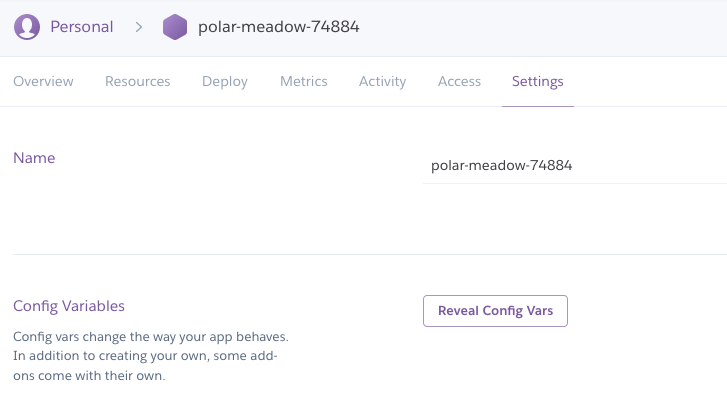 Personal > polar-meadow-74884
Overview Resources Deploy Metrics Activity Access Settings
Name
polar-meadow-74884
Config Variables
Reveal Config Vars
Config vars change the way your app behaves.
In addition to creating your own, some add-
ons come with their own.